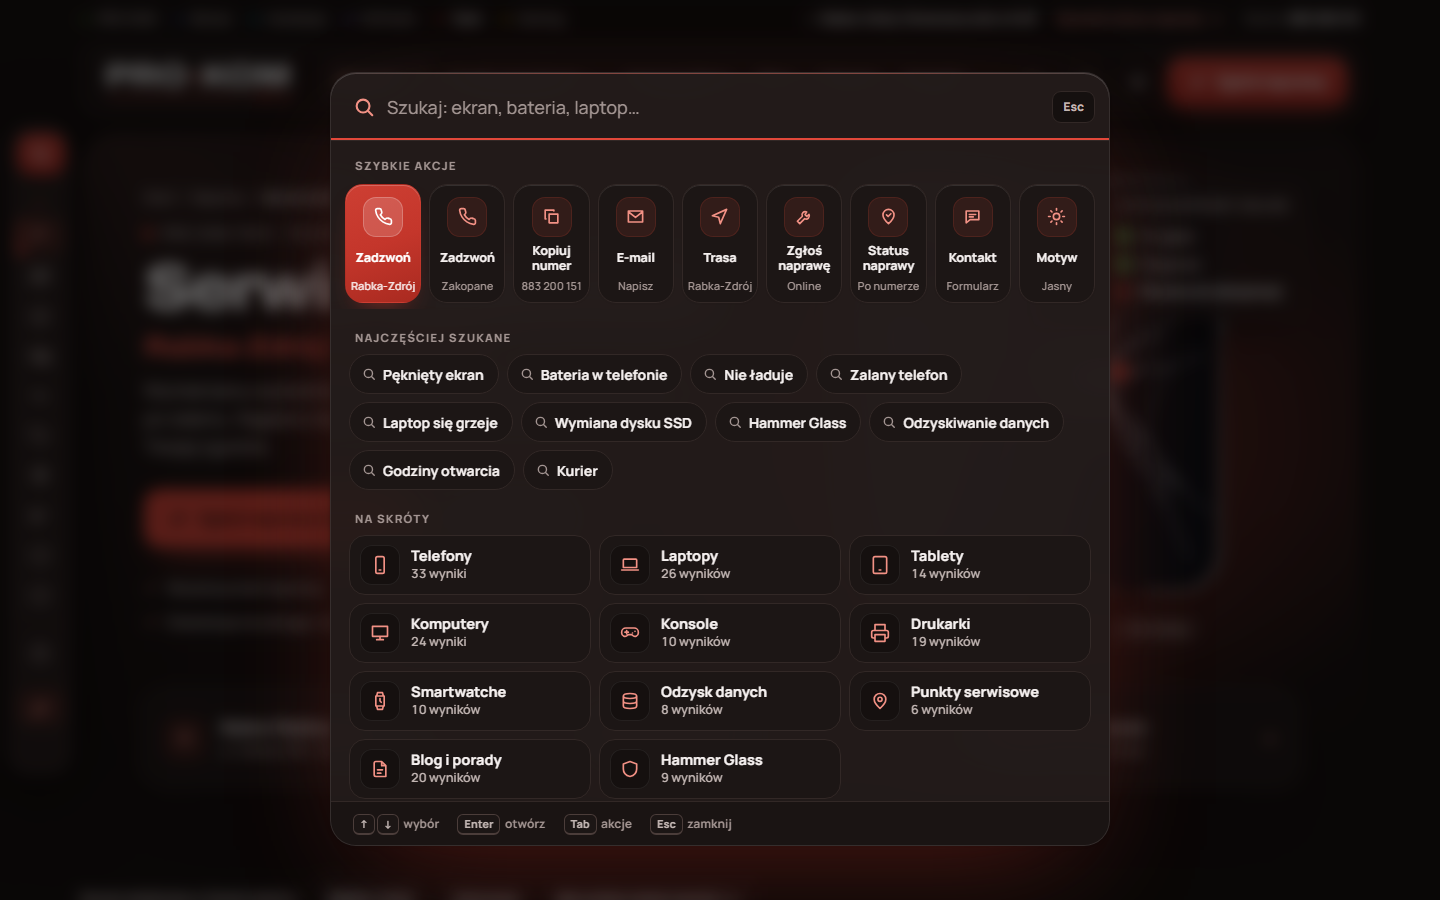 PRO KOM
Szukaj: ekran, bateria, laptop...
Esc
SZYBKIE AKCJE
Zadzwoń
Rabka-Zdrój
Zadzwoń
Zakopane
Kopiuj
numer
883 200 151
E-mail
Napisz
Trasa
Rabka-Zdrój
Zgłoś
naprawę
Online
Status
naprawy
Po numerze
Kontakt
Formularz
Motyw
Jasny
NAJCZĘŚCIEJ SZUKANE
Pęknięty ekran
Bateria w telefonie
Nie ładuje
Zalany telefon
Laptop się grzeje
Wymiana dysku SSD
Hammer Glass
Odzyskiwanie danych
Godziny otwarcia
Kurier
NA SKRÓTY
Telefony
33 wyniki
Laptopy
26 wyników
Tablety
14 wyników
Komputery
24 wyniki
Konsole
10 wyników
Drukarki
19 wyników
Smartwatche
10 wyników
Odzysk danych
8 wyników
Punkty serwisowe
6 wyników
Blog i porady
20 wyników
Hammer Glass
9 wyników
↑ ↓ wybór Enter otwórz Tab akcje Esc zamknij